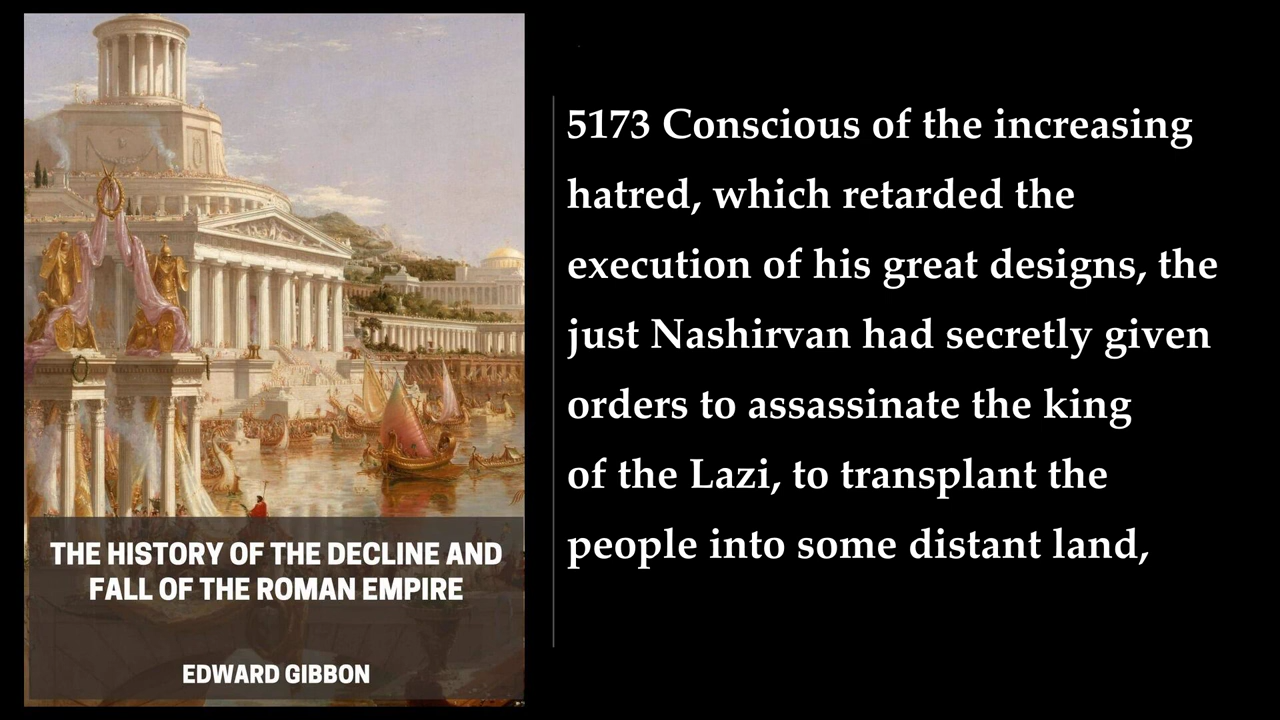 THE HISTORY OF THE DECLINE AND
FALL OF THE ROMAN EMPIRE
EDWARD GIBBON
5173 Conscious of the increasing
hatred, which retarded the
execution of his great designs, the
just Nashirvan had secretly given
orders to assassinate the king
of the Lazi, to transplant the
people into some distant land,